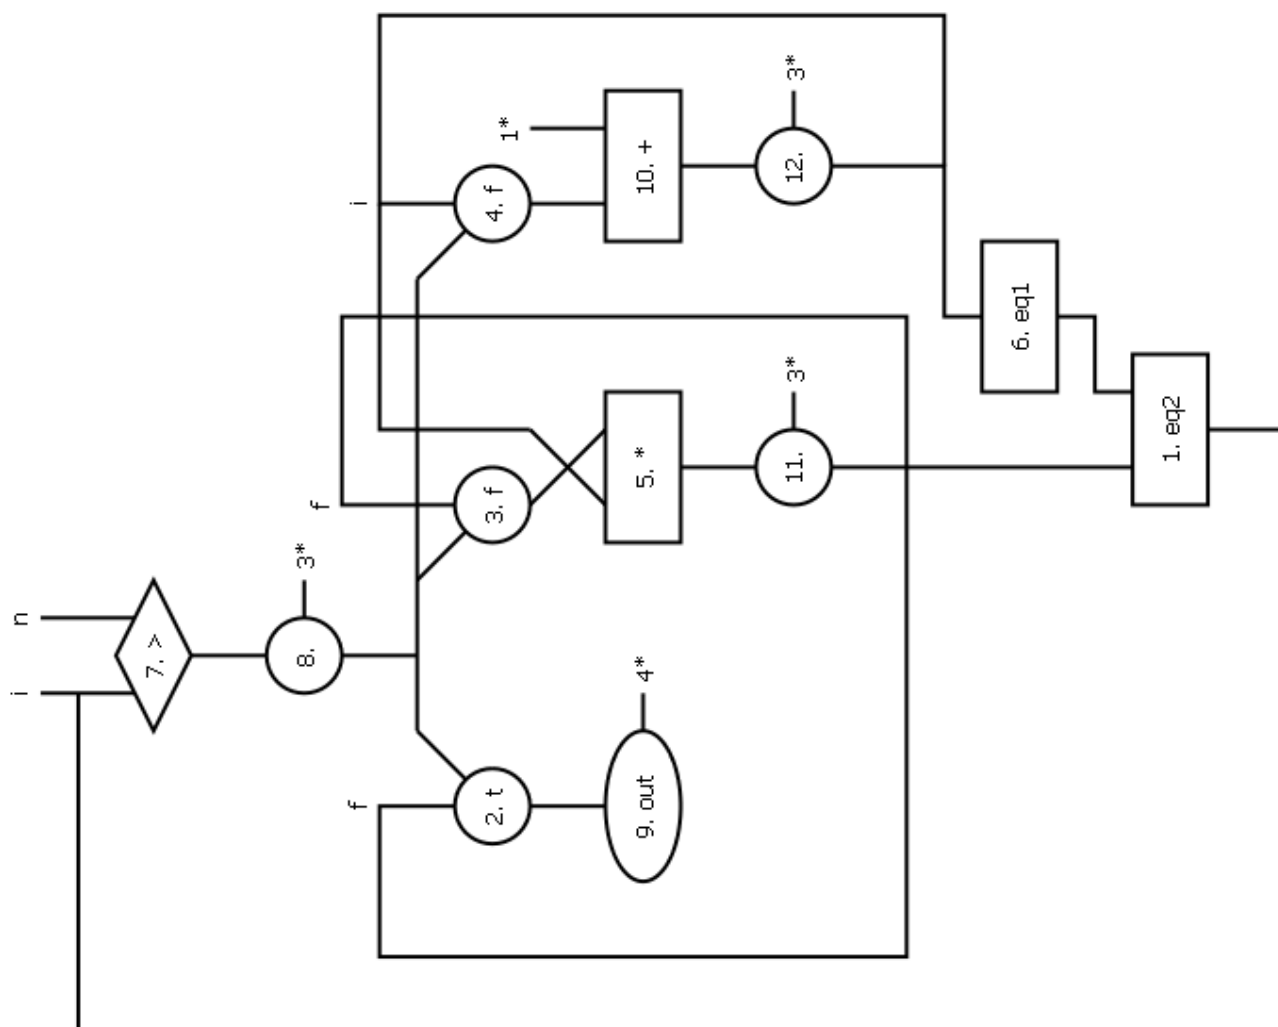 i
n
7. >
8.
3*
f
f
i
2. t
3. f
4. f
1*
9. out
4*
5. *
10. +
11.
3*
12.
3*
6. eq1
1. eq2